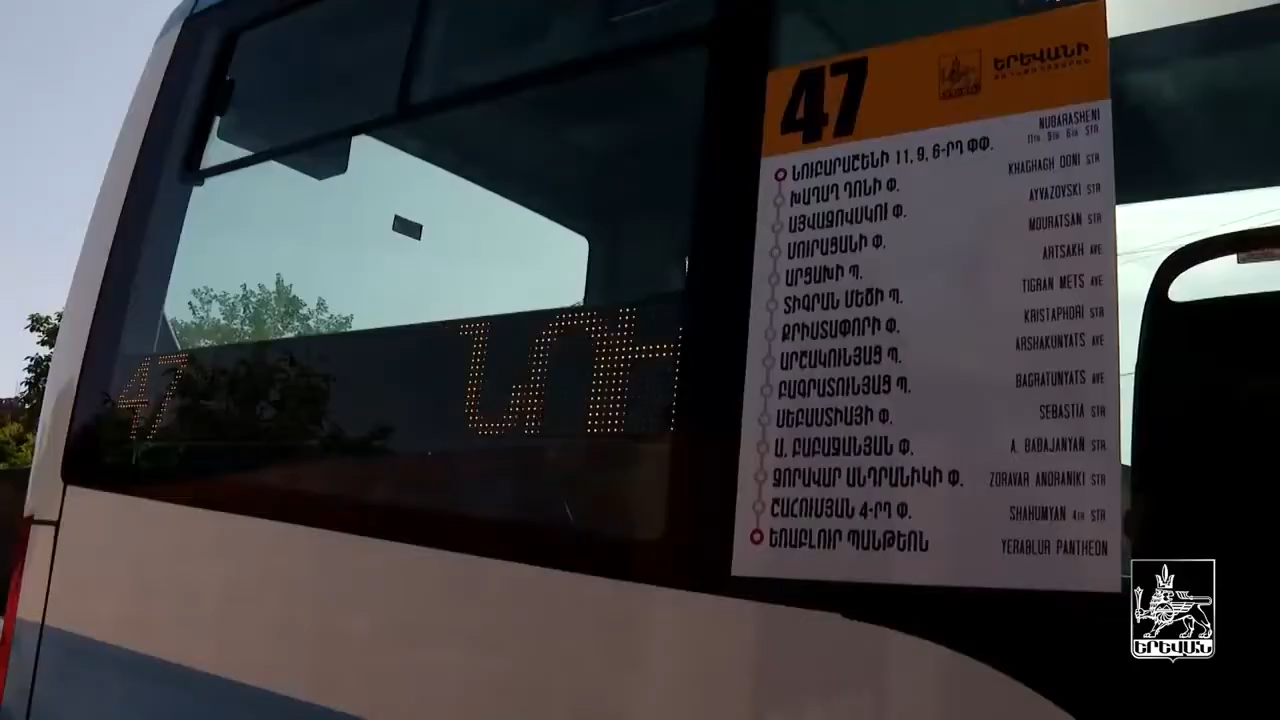 47
ԵՐԵՎԱՆԻ
ՆՈՒԲԱՐԱՇԵՆԻ 11, 9, 6-ՐԴ ՓՓ.
NUBARASHENI
11th 9th 6th STR
ԽԱՂԱՂ ԴՈՆԻ Փ.
KHAGHAGH DONI STR
ԱՅՎԱԶՈՎՍԿՈՒ Փ.
AYVAZOVSKI STR
ՄՈՒՐԱՑԱՆԻ Փ.
MOURATSAN STR
ԱՐՑԱԽԻ Պ.
ARTSAKH AVE
ՏԻԳՐԱՆ ՄԵԾԻ Պ.
TIGRAN METS AVE
ՔՐԻՍՏԱՓՈՐԻ Փ.
KRISTAPHORI STR
ԱՐՇԱԿՈՒՆՅԱՑ Պ.
ARSHAKUNYATS AVE
ԲԱԳՐԱՏՈՒՆՅԱՑ Պ.
BAGRATUNYATS AVE
ՍԵԲԱՍՏԻԱՅԻ Փ.
SEBASTIA STR
Ա. ԲԱԲԱՋԱՆՅԱՆ Փ.
A. BABAJANYAN STR
ԶՈՐԱՎԱՐ ԱՆԴՐԱՆԻԿԻ Փ.
ZORAVAR ANDRANIKI STR
ՇԱՀՈՒՄՅԱՆ 4-ՐԴ Փ.
SHAHUMYAN 4th STR
ԵՌԱԲԼՈՒՐ ՊԱՆԹԵՈՆ
YERABLUR PANTHEON
47 ՆՈՒ
ԵՐԵՎԱՆ